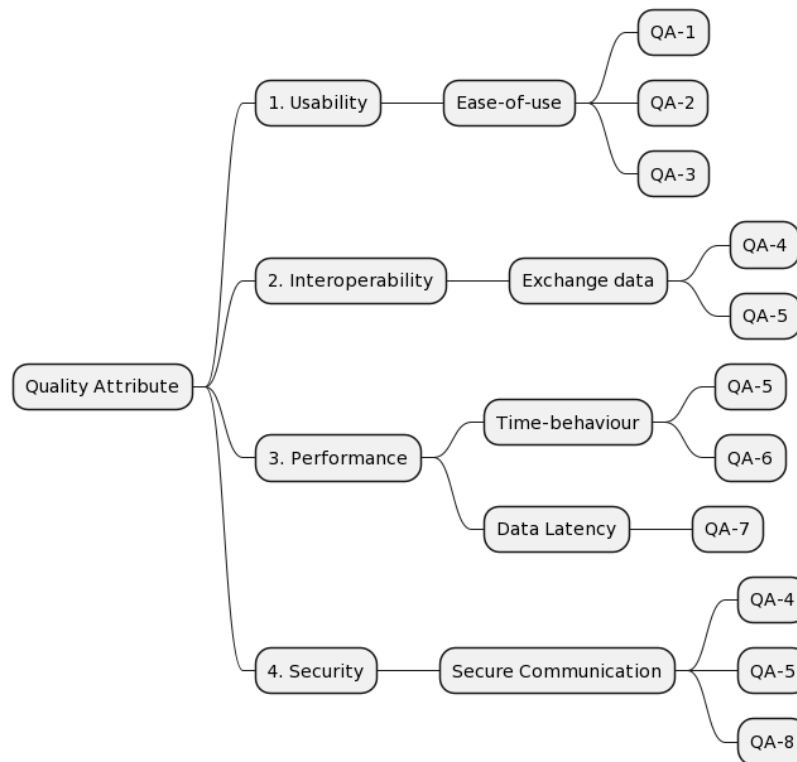 QA-1
1. Usability
Ease-of-use
QA-2
QA-3
QA-4
2. Interoperability
Exchange data
QA-5
Quality Attribute
QA-5
Time-behaviour
3. Performance
QA-6
Data Latency
QA-7
QA-4
4. Security
Secure Communication
QA-5
QA-8